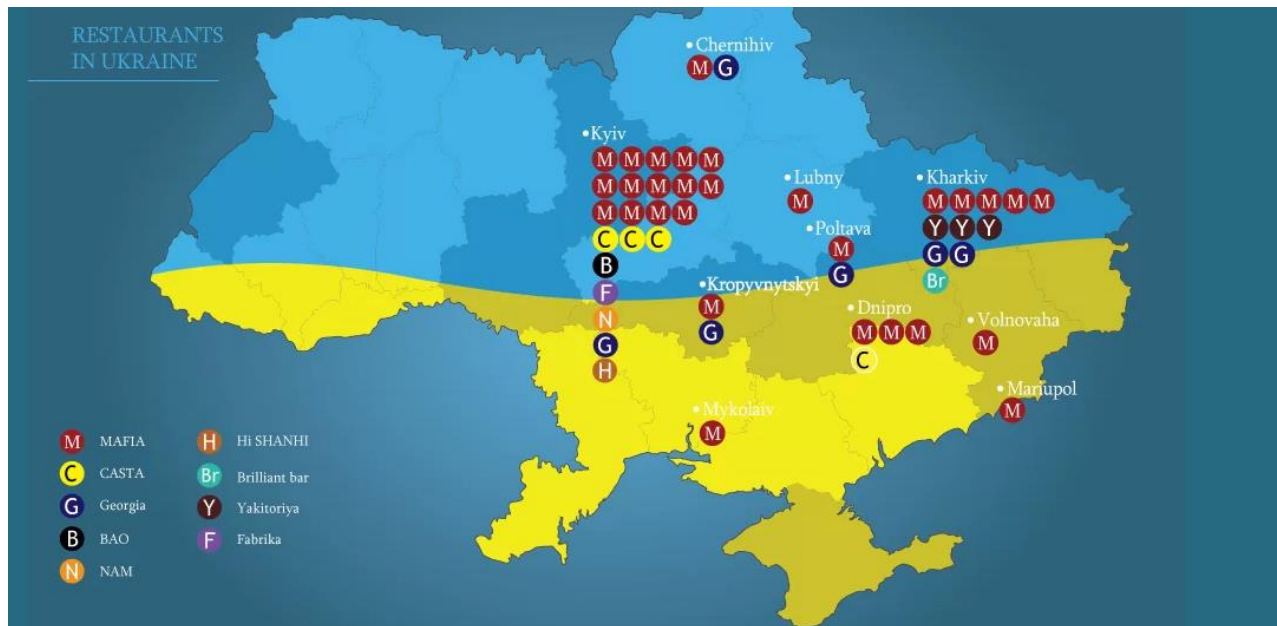 RESTAURANTS
IN UKRAINE
Chernihiv
M G
Kyiv
M M M M M
M M M M M
M M M M
C C C
B
F
N
G
H
Lubny
M
Poltava
M
G
Kharkiv
M M M M M
Y Y Y
G G
Br
Kropyvnytskyi
M
G
Dnipro
M M M
C
Volnovaha
M
Mariupol
M
Mykolaiv
M
M MAFIA
C CASTA
G Georgia
B BAO
N NAM
H Hi SHANHI
Br Brilliant bar
Y Yakitoriya
F Fabrika